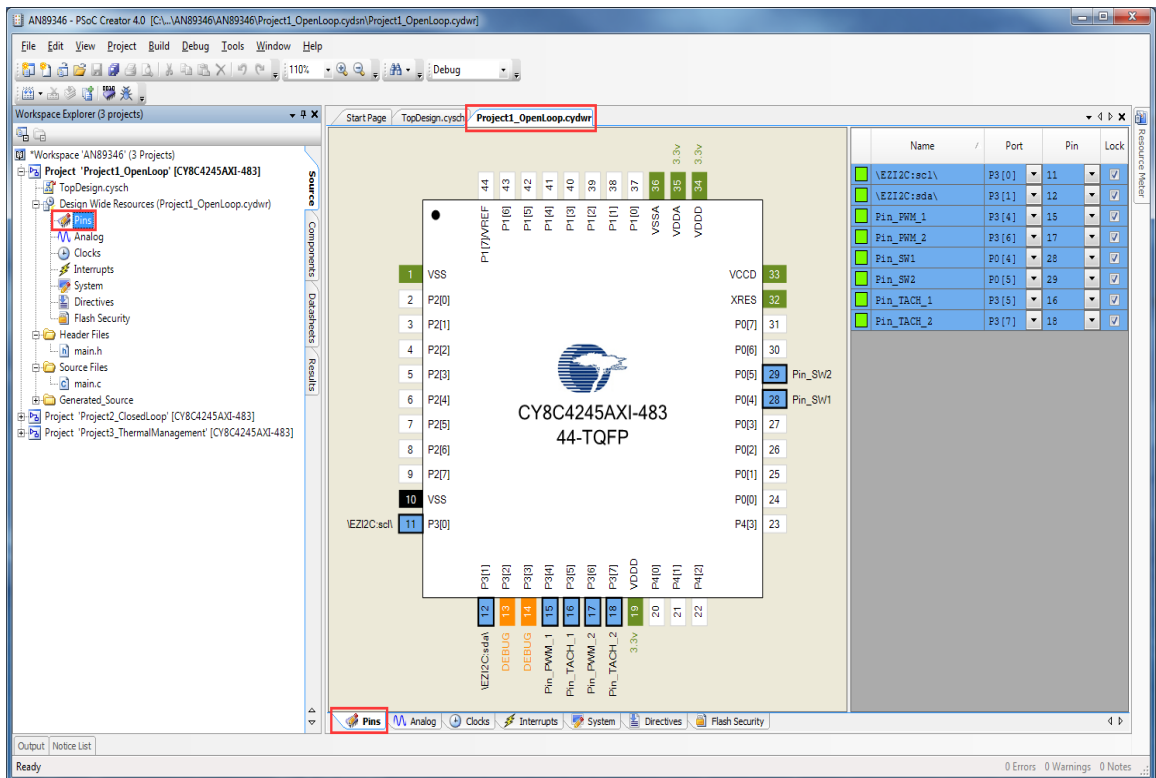 AN89346 - PSoC Creator 4.0 [C:\...\AN89346\AN89346\Project1_OpenLoop.cydsn\Project1_OpenLoop.cydwr]
File Edit View Project Build Debug Tools Window Help
110% Debug
Workspace Explorer (3 projects)
*Workspace 'AN89346' (3 Projects)
Project 'Project1_OpenLoop' [CY8C4245AXI-483]
TopDesign.cysch
Design Wide Resources (Project1_OpenLoop.cydwr)
Pins
Analog
Clocks
Interrupts
System
Directives
Flash Security
Header Files
main.h
Source Files
main.c
Generated_Source
Project 'Project2_ClosedLoop' [CY8C4245AXI-483]
Project 'Project3_ThermalManagement' [CY8C4245AXI-483]
Source
Components
Datasheets
Results
Start Page TopDesign.cysch Project1_OpenLoop.cydwr
3.3v 3.3v
44 43 42 41 40 39 38 37 36 35 34
P1[7]/VREF P1[6] P1[5] P1[4] P1[3] P1[2] P1[1] P1[0] VSSA VDDA VDDD
1 VSS
2 P2[0]
3 P2[1]
4 P2[2]
5 P2[3]
6 P2[4]
7 P2[5]
8 P2[6]
9 P2[7]
10 VSS
\EZI2C:scl\ 11 P3[0]
CY8C4245AXI-483
44-TQFP
VCCD 33
XRES 32
P0[7] 31
P0[6] 30
P0[5] 29 Pin_SW2
P0[4] 28 Pin_SW1
P0[3] 27
P0[2] 26
P0[1] 25
P0[0] 24
P4[3] 23
P3[1] P3[2] P3[3] P3[4] P3[5] P3[6] P3[7] VDDD P4[0] P4[1] P4[2]
12 13 14 15 16 17 18 19 20 21 22
\EZI2C:sda\ DEBUG DEBUG Pin_PWM_1 Pin_TACH_1 Pin_PWM_2 Pin_TACH_2 3.3v
Name / Port Pin Lock
\EZI2C:scl\ P3[0] 11
\EZI2C:sda\ P3[1] 12
Pin_PWM_1 P3[4] 15
Pin_PWM_2 P3[6] 17
Pin_SW1 P0[4] 28
Pin_SW2 P0[5] 29
Pin_TACH_1 P3[5] 16
Pin_TACH_2 P3[7] 18
Resource Meter
Pins Analog Clocks Interrupts System Directives Flash Security
Output Notice List
Ready 0 Errors 0 Warnings 0 Notes